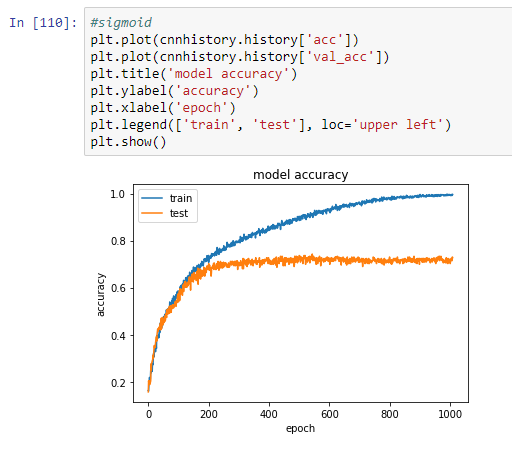 In [110]:
#sigmoid
plt.plot(cnnhistory.history['acc'])
plt.plot(cnnhistory.history['val_acc'])
plt.title('model accuracy')
plt.ylabel('accuracy')
plt.xlabel('epoch')
plt.legend(['train', 'test'], loc='upper left')
plt.show()
model accuracy
train
test
1.0
0.8
0.6
0.4
0.2
accuracy
0 200 400 600 800 1000
epoch